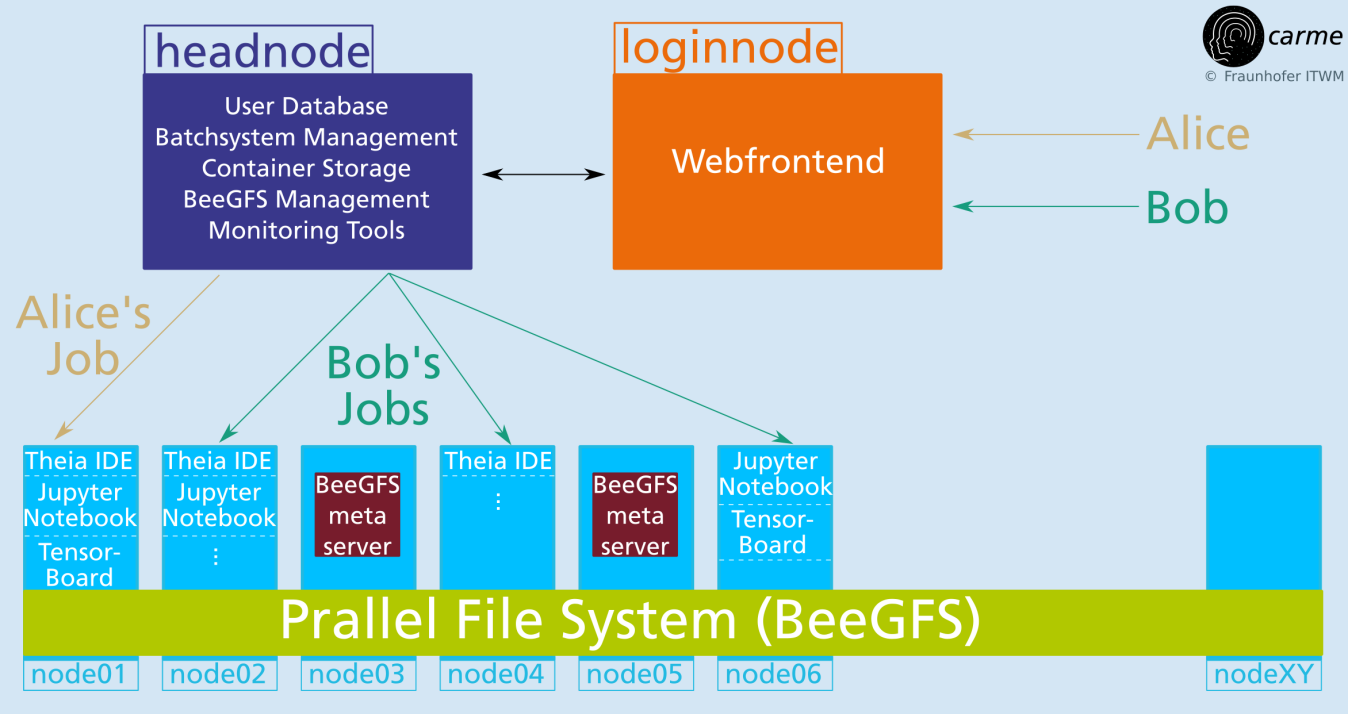 headnode
User Database
Batchsystem Management
Container Storage
BeeGFS Management
Monitoring Tools
loginnode
Webfrontend
carme
© Fraunhofer ITWM
Alice
Bob
Alice's
Job
Bob's
Jobs
Theia IDE
Jupyter
Notebook
Tensor-
Board
Theia IDE
Jupyter
Notebook
⋮
BeeGFS
meta
server
Theia IDE
⋮
BeeGFS
meta
server
Jupyter
Notebook
Tensor-
Board
Prallel File System (BeeGFS)
node01
node02
node03
node04
node05
node06
nodeXY